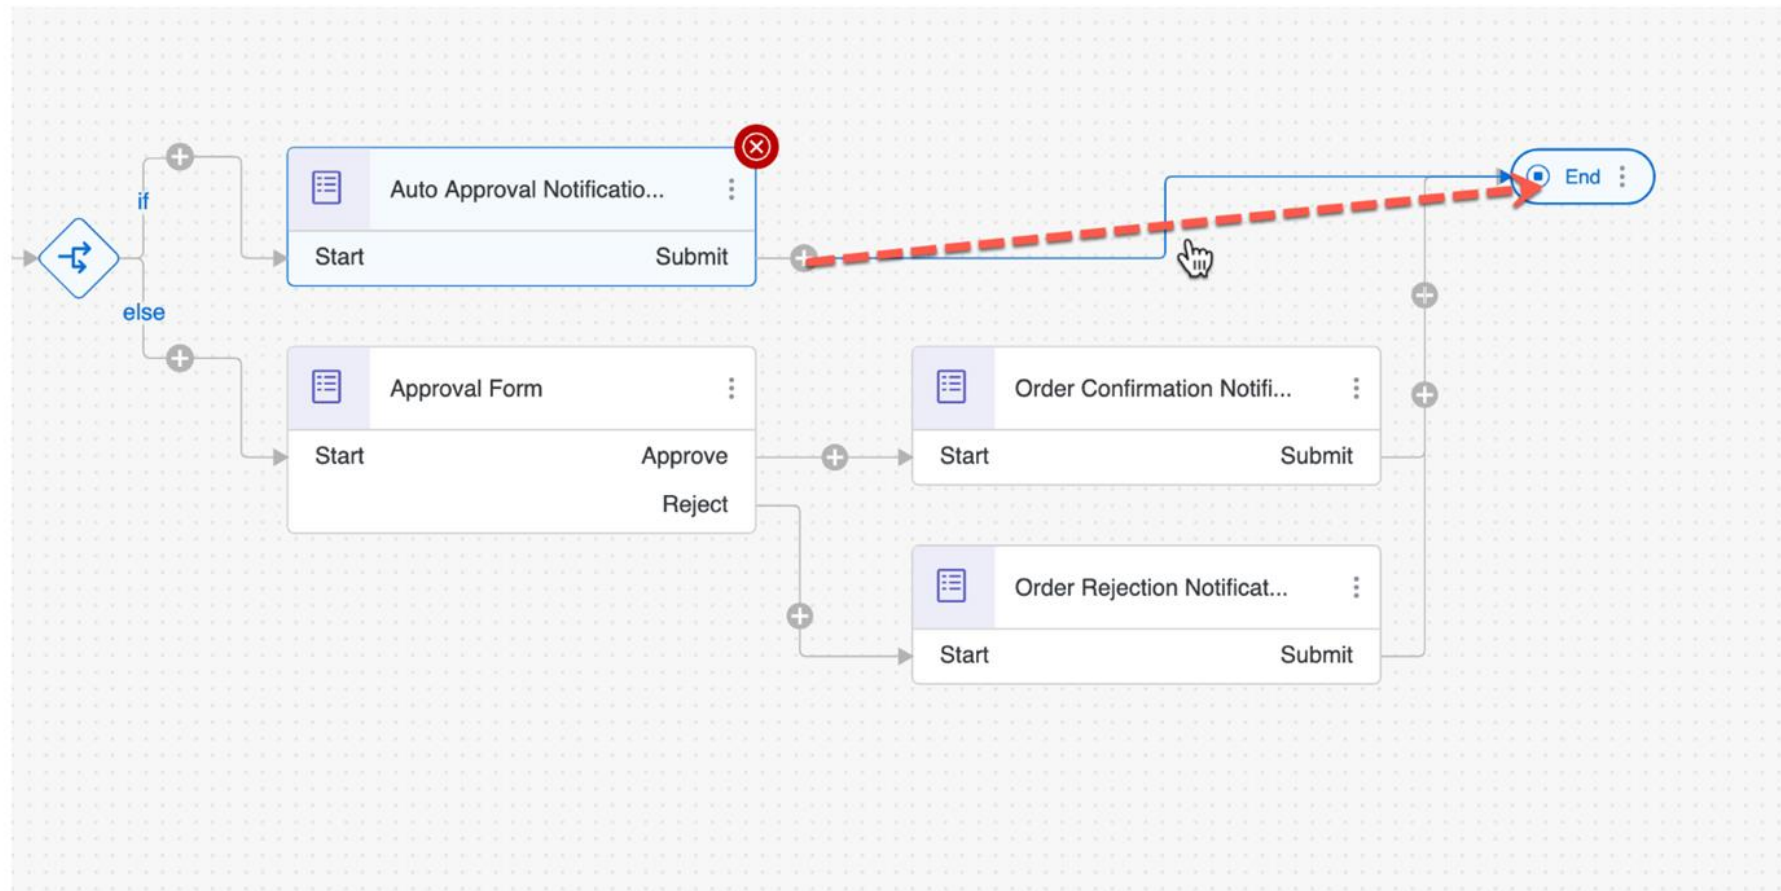 if
Auto Approval Notificatio...
End
Start
Submit
else
Approval Form
Order Confirmation Notifi...
Start
Approve
Start
Submit
Reject
Order Rejection Notificat...
Start
Submit